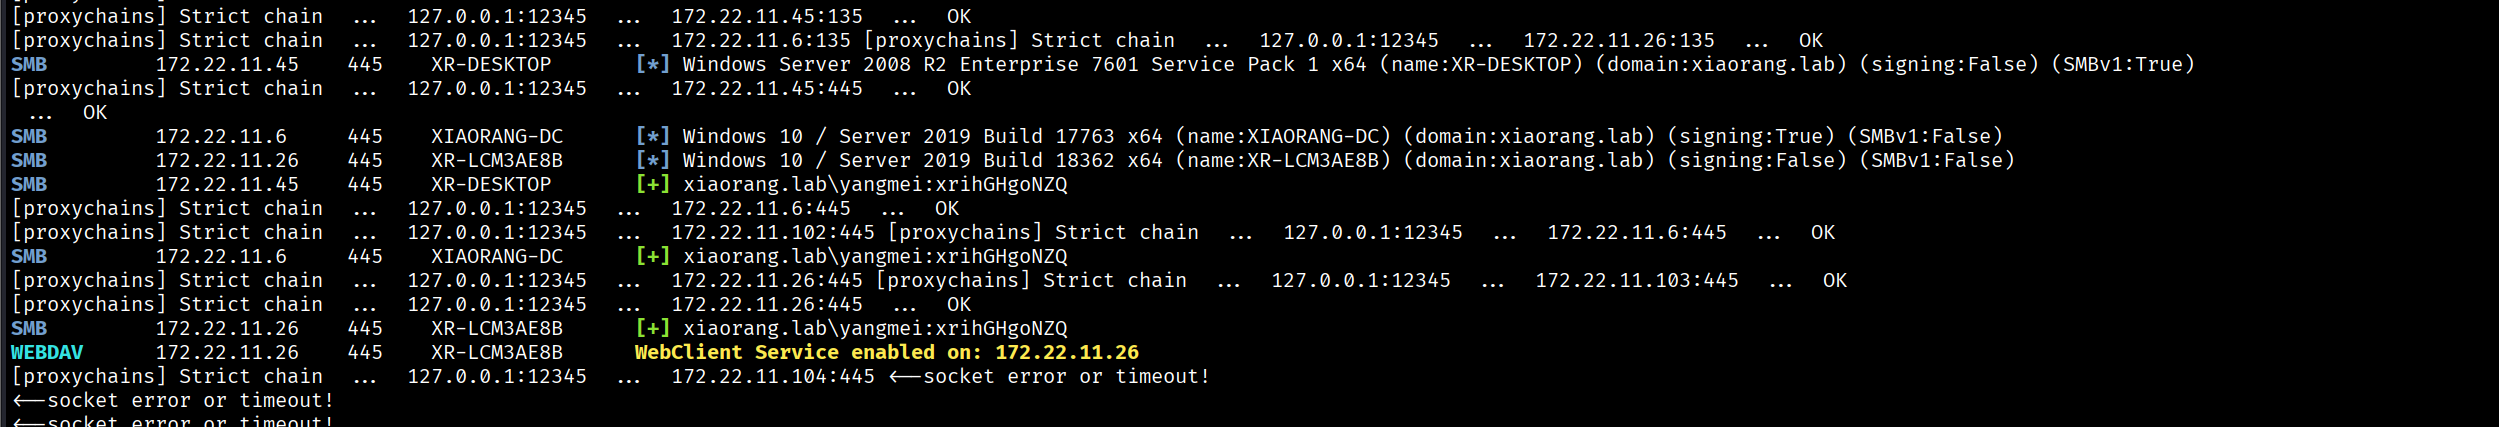 [proxychains] Strict chain  ...  127.0.0.1:12345  ...  172.22.11.45:135  ...  OK
[proxychains] Strict chain  ...  127.0.0.1:12345  ...  172.22.11.6:135 [proxychains] Strict chain  ...  127.0.0.1:12345  ...  172.22.11.26:135  ...  OK
SMB         172.22.11.45    445    XR-DESKTOP       [*] Windows Server 2008 R2 Enterprise 7601 Service Pack 1 x64 (name:XR-DESKTOP) (domain:xiaorang.lab) (signing:False) (SMBv1:True)
[proxychains] Strict chain  ...  127.0.0.1:12345  ...  172.22.11.45:445  ...  OK
 ...  OK
SMB         172.22.11.6     445    XIAORANG-DC      [*] Windows 10 / Server 2019 Build 17763 x64 (name:XIAORANG-DC) (domain:xiaorang.lab) (signing:True) (SMBv1:False)
SMB         172.22.11.26    445    XR-LCM3AE8B      [*] Windows 10 / Server 2019 Build 18362 x64 (name:XR-LCM3AE8B) (domain:xiaorang.lab) (signing:False) (SMBv1:False)
SMB         172.22.11.45    445    XR-DESKTOP       [+] xiaorang.lab\yangmei:xrihGHgoNZQ
[proxychains] Strict chain  ...  127.0.0.1:12345  ...  172.22.11.6:445  ...  OK
[proxychains] Strict chain  ...  127.0.0.1:12345  ...  172.22.11.102:445 [proxychains] Strict chain  ...  127.0.0.1:12345  ...  172.22.11.6:445  ...  OK
SMB         172.22.11.6     445    XIAORANG-DC      [+] xiaorang.lab\yangmei:xrihGHgoNZQ
[proxychains] Strict chain  ...  127.0.0.1:12345  ...  172.22.11.26:445 [proxychains] Strict chain  ...  127.0.0.1:12345  ...  172.22.11.103:445  ...  OK
[proxychains] Strict chain  ...  127.0.0.1:12345  ...  172.22.11.26:445  ...  OK
SMB         172.22.11.26    445    XR-LCM3AE8B      [+] xiaorang.lab\yangmei:xrihGHgoNZQ
WEBDAV      172.22.11.26    445    XR-LCM3AE8B      WebClient Service enabled on: 172.22.11.26
[proxychains] Strict chain  ...  127.0.0.1:12345  ...  172.22.11.104:445 <--socket error or timeout!
<--socket error or timeout!
<--socket error or timeout!